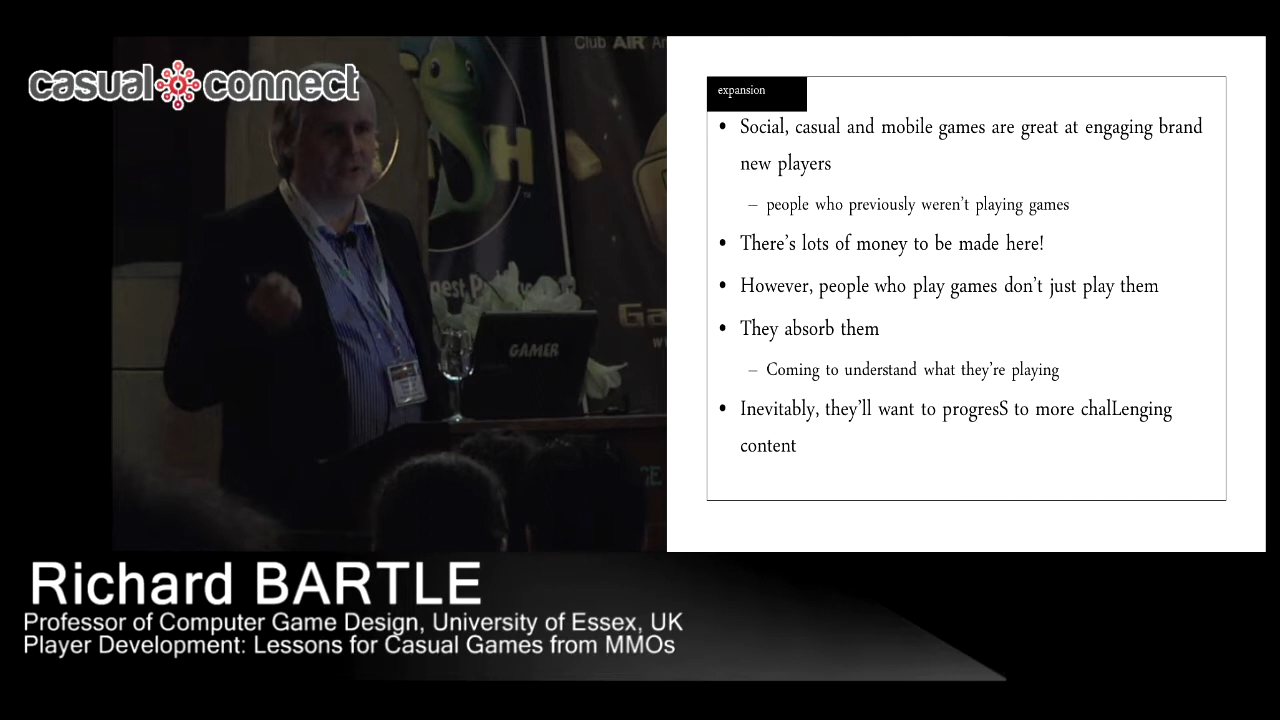 casual connect
Club AIR
SH
H
™
GAMER
expansion
• Social, casual and mobile games are great at engaging brand
new players
– people who previously weren't playing games
• There's lots of money to be made here!
• However, people who play games don't just play them
• They absorb them
– Coming to understand what they're playing
• Inevitably, they'll want to progresS to more chalLenging
content
Richard BARTLE
Professor of Computer Game Design, University of Essex, UK
Player Development: Lessons for Casual Games from MMOs